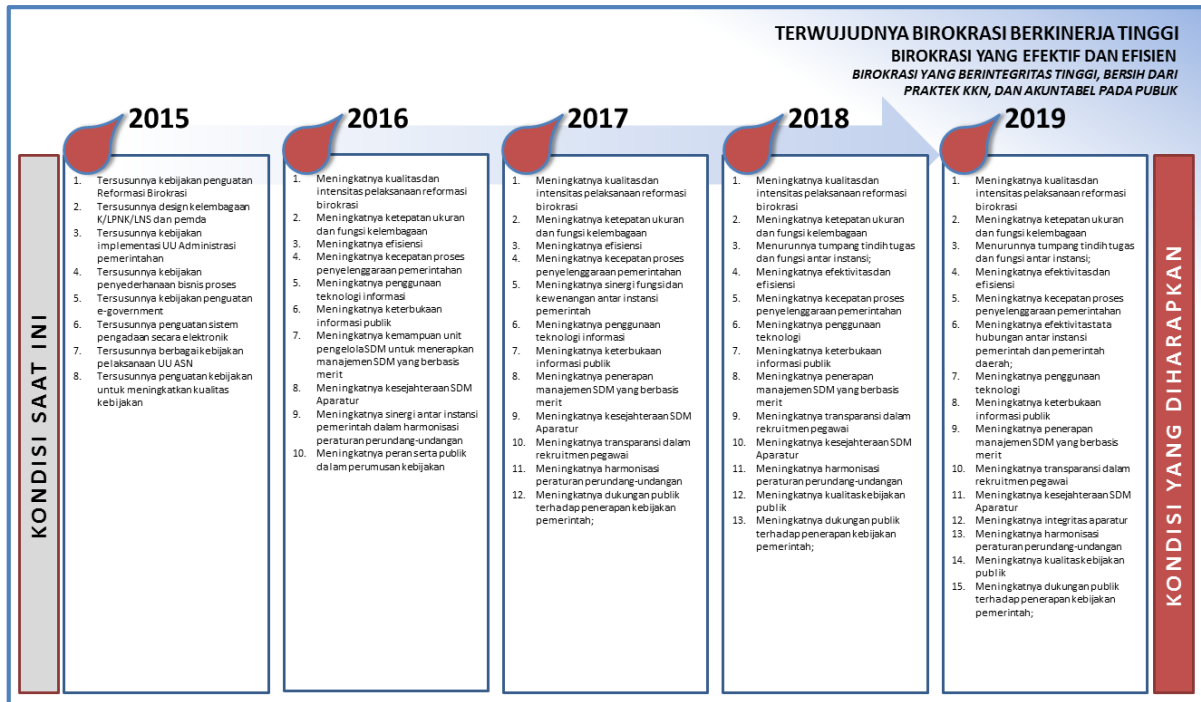 TERWUJUDNYA BIROKRASI BERKINERJA TINGGI
BIROKRASI YANG EFEKTIF DAN EFISIEN
BIROKRASI YANG BERINTEGRITAS TINGGI, BERSIH DARI
PRAKTEK KKN, DAN AKUNTABEL PADA PUBLIK
KONDISI SAAT INI
2015
1. Tersusunnya kebijakan penguatan
Reformasi Birokrasi
2. Tersusunnya design kelembagaan
K/LPNK/LNS dan pemda
3. Tersusunnya kebijakan
implementasi UU Administrasi
pemerintahan
4. Tersusunnya kebijakan
penyederhanaan bisnis proses
5. Tersusunnya kebijakan penguatan
e-government
6. Tersusunnya penguatan sistem
pengadaan secara elektronik
7. Tersusunnya berbagai kebijakan
pelaksanaan UU ASN
8. Tersusunnya penguatan kebijakan
untuk meningkatkan kualitas
kebijakan
2016
1. Meningkatnya kualitas dan
intensitas pelaksanaan reformasi
birokrasi
2. Meningkatnya ketepatan ukuran
dan fungsi kelembagaan
3. Meningkatnya efisiensi
4. Meningkatnya kecepatan proses
penyelenggaraan pemerintahan
5. Meningkatnya penggunaan
teknologi informasi
6. Meningkatnya keterbukaan
informasi publik
7. Meningkatnya kemampuan unit
pengelola SDM untuk menerapkan
manajemen SDM yang berbasis
merit
8. Meningkatnya kesejahteraan SDM
Aparatur
9. Meningkatnya sinergi antar instansi
pemerintah dalam harmonisasi
peraturan perundang-undangan
10. Meningkatnya peran serta publik
dalam perumusan kebijakan
2017
1. Meningkatnya kualitas dan
intensitas pelaksanaan reformasi
birokrasi
2. Meningkatnya ketepatan ukuran
dan fungsi kelembagaan
3. Meningkatnya efisiensi
4. Meningkatnya kecepatan proses
penyelenggaraan pemerintahan
5. Meningkatnya sinergi fungsi dan
kewenangan antar instansi
pemerintah
6. Meningkatnya penggunaan
teknologi informasi
7. Meningkatnya keterbukaan
informasi publik
8. Meningkatnya penerapan
manajemen SDM yang berbasis
merit
9. Meningkatnya kesejahteraan SDM
Aparatur
10. Meningkatnya transparansi dalam
rekruitmen pegawai
11. Meningkatnya harmonisasi
peraturan perundang-undangan
12. Meningkatnya dukungan publik
terhadap penerapan kebijakan
pemerintah;
2018
1. Meningkatnya kualitas dan
intensitas pelaksanaan reformasi
birokrasi
2. Meningkatnya ketepatan ukuran
dan fungsi kelembagaan
3. Menurunnya tumpang tindih tugas
dan fungsi antar instansi;
4. Meningkatnya efektivitas dan
efisiensi
5. Meningkatnya kecepatan proses
penyelenggaraan pemerintahan
6. Meningkatnya penggunaan
teknologi
7. Meningkatnya keterbukaan
informasi publik
8. Meningkatnya penerapan
manajemen SDM yang berbasis
merit
9. Meningkatnya transparansi dalam
rekruitmen pegawai
10. Meningkatnya kesejahteraan SDM
Aparatur
11. Meningkatnya harmonisasi
peraturan perundang-undangan
12. Meningkatnya kualitas kebijakan
publik
13. Meningkatnya dukungan publik
terhadap penerapan kebijakan
pemerintah;
2019
1. Meningkatnya kualitas dan
intensitas pelaksanaan reformasi
birokrasi
2. Meningkatnya ketepatan ukuran
dan fungsi kelembagaan
3. Menurunnya tumpang tindih tugas
dan fungsi antar instansi;
4. Meningkatnya efektivitas dan
efisiensi
5. Meningkatnya kecepatan proses
penyelenggaraan pemerintahan
6. Meningkatnya efektivitas tata
hubungan antar instansi
pemerintah dan pemerintah
daerah;
7. Meningkatnya penggunaan
teknologi
8. Meningkatnya keterbukaan
informasi publik
9. Meningkatnya penerapan
manajemen SDM yang berbasis
merit
10. Meningkatnya transparansi dalam
rekruitmen pegawai
11. Meningkatnya kesejahteraan SDM
Aparatur
12. Meningkatnya integritas aparatur
13. Meningkatnya harmonisasi
peraturan perundang-undangan
14. Meningkatnya kualitas kebijakan
publik
15. Meningkatnya dukungan publik
terhadap penerapan kebijakan
pemerintah;
KONDISI YANG DIHARAPKAN